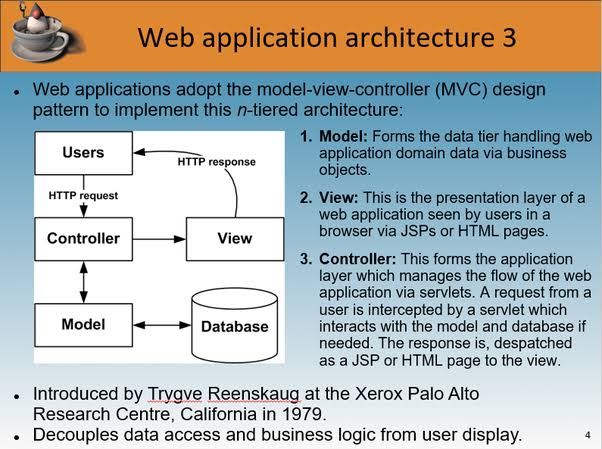 Web application architecture 3
• Web applications adopt the model-view-controller (MVC) design
pattern to implement this n-tiered architecture:
Users
HTTP response
HTTP request
Controller
View
Model
Database
1. Model: Forms the data tier handling web
application domain data via business
objects.
2. View: This is the presentation layer of a
web application seen by users in a
browser via JSPs or HTML pages.
3. Controller: This forms the application
layer which manages the flow of the web
application via servlets. A request from a
user is intercepted by a servlet which
interacts with the model and database if
needed. The response is, despatched
as a JSP or HTML page to the view.
• Introduced by Trygve Reenskaug at the Xerox Palo Alto
Research Centre, California in 1979.
• Decouples data access and business logic from user display.
4